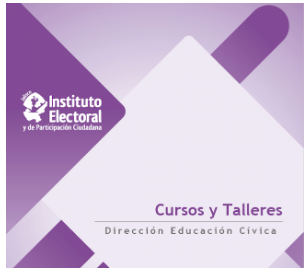 Instituto
Electoral
y de Participación Ciudadana
Cursos y Talleres
Dirección Educación Cívica